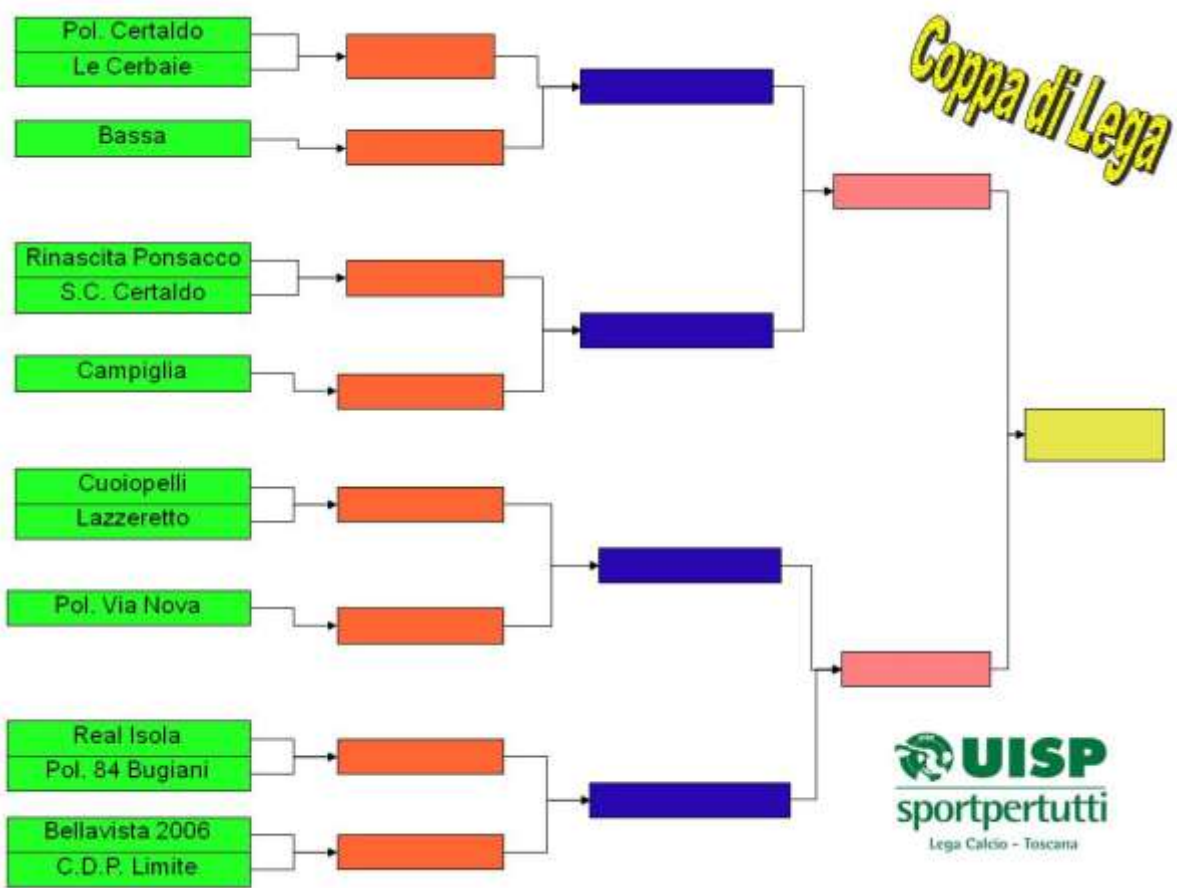 Pol. Certaldo
Le Cerbaie
Bassa
Rinascita Ponsacco
S.C. Certaldo
Campiglia
Cuoiopelli
Lazzeretto
Pol. Via Nova
Real Isola
Pol. 84 Bugiani
Bellavista 2006
C.D.P. Limite
Coppa di Lega
UISP
sportpertutti
Lega Calcio - Toscana